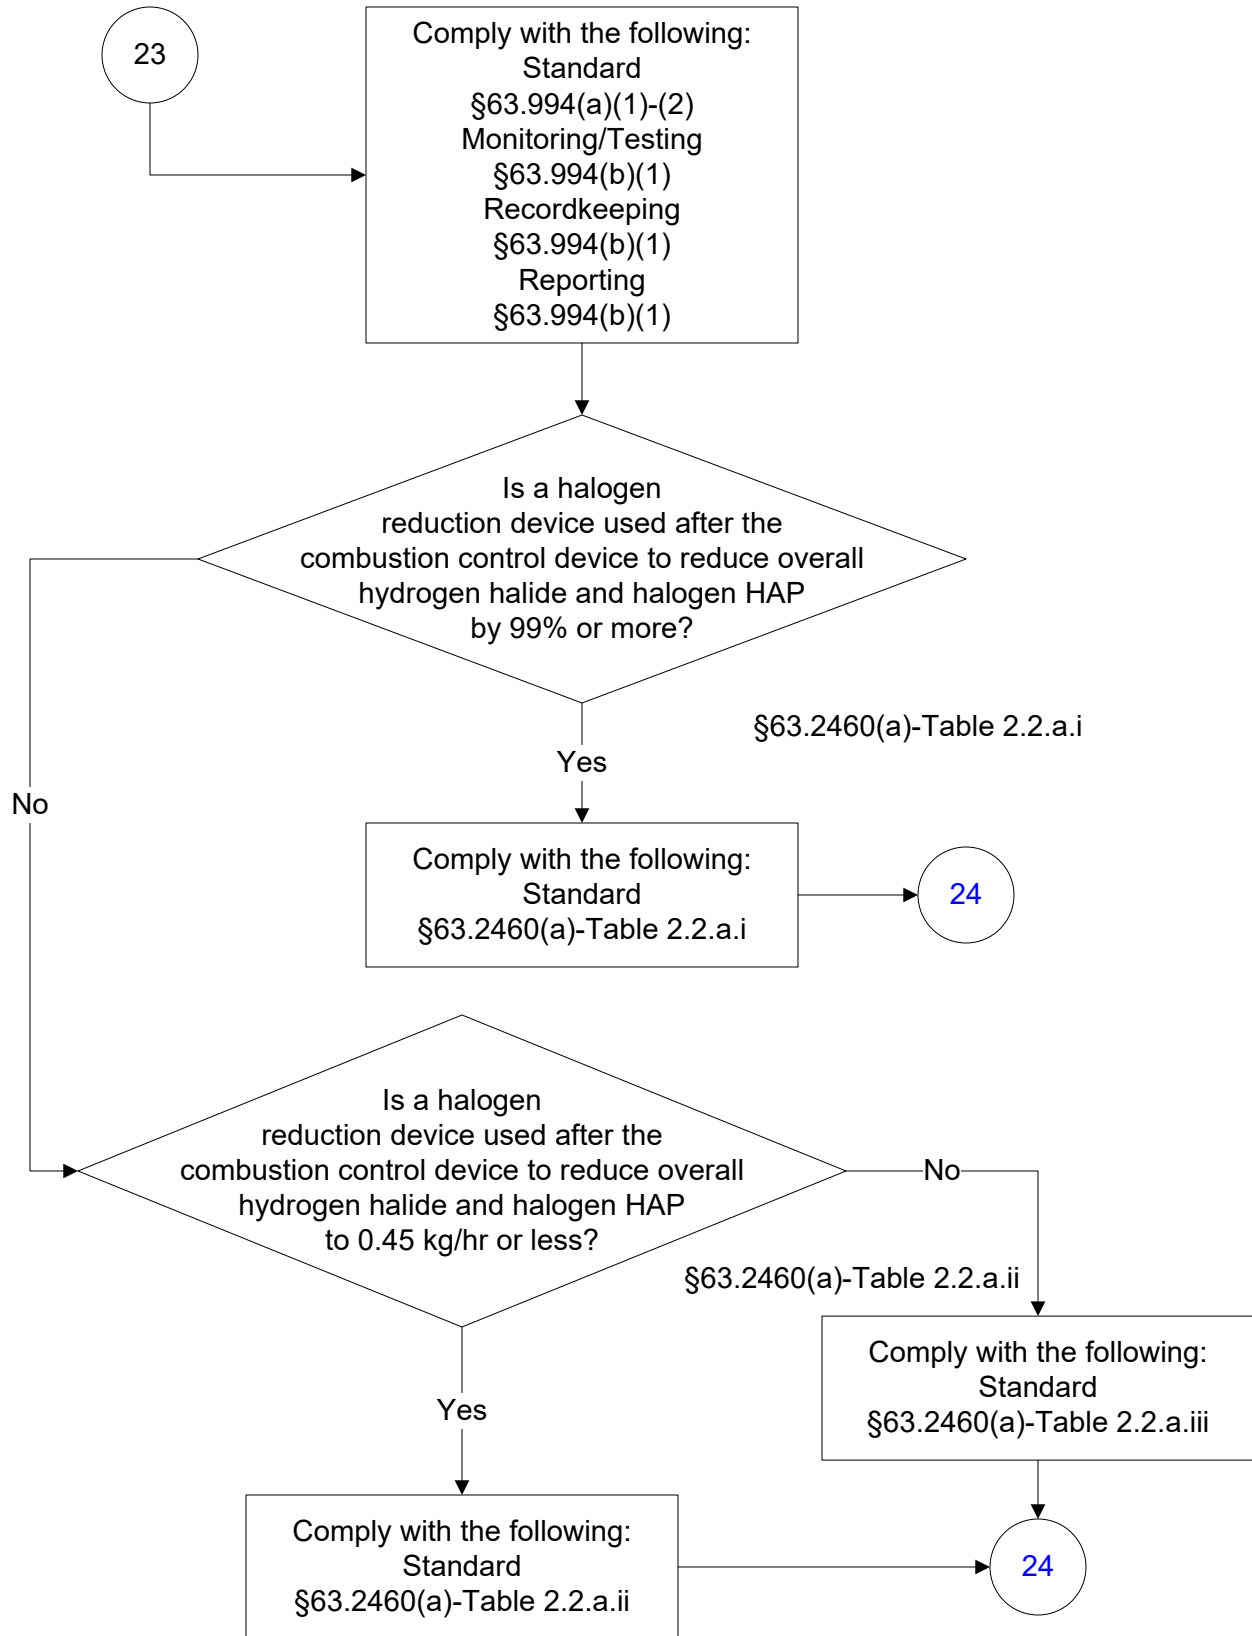 23
Comply with the following:
Standard
§63.994(a)(1)-(2)
Monitoring/Testing
§63.994(b)(1)
Recordkeeping
§63.994(b)(1)
Reporting
§63.994(b)(1)
Is a halogen
reduction device used after the
combustion control device to reduce overall
hydrogen halide and halogen HAP
by 99% or more?
§63.2460(a)-Table 2.2.a.i
Yes
No
Comply with the following:
Standard
§63.2460(a)-Table 2.2.a.i
24
Is a halogen
reduction device used after the
combustion control device to reduce overall
hydrogen halide and halogen HAP
to 0.45 kg/hr or less?
No
§63.2460(a)-Table 2.2.a.ii
Comply with the following:
Standard
§63.2460(a)-Table 2.2.a.iii
Yes
Comply with the following:
Standard
§63.2460(a)-Table 2.2.a.ii
24